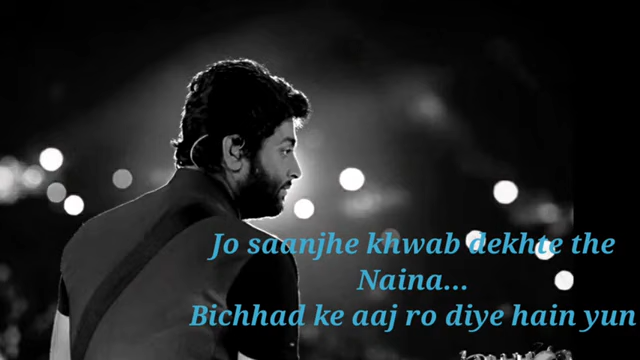 Jo saanjhe khwab dekhte the
Naina...
Bichhad ke aaj ro diye hain yun